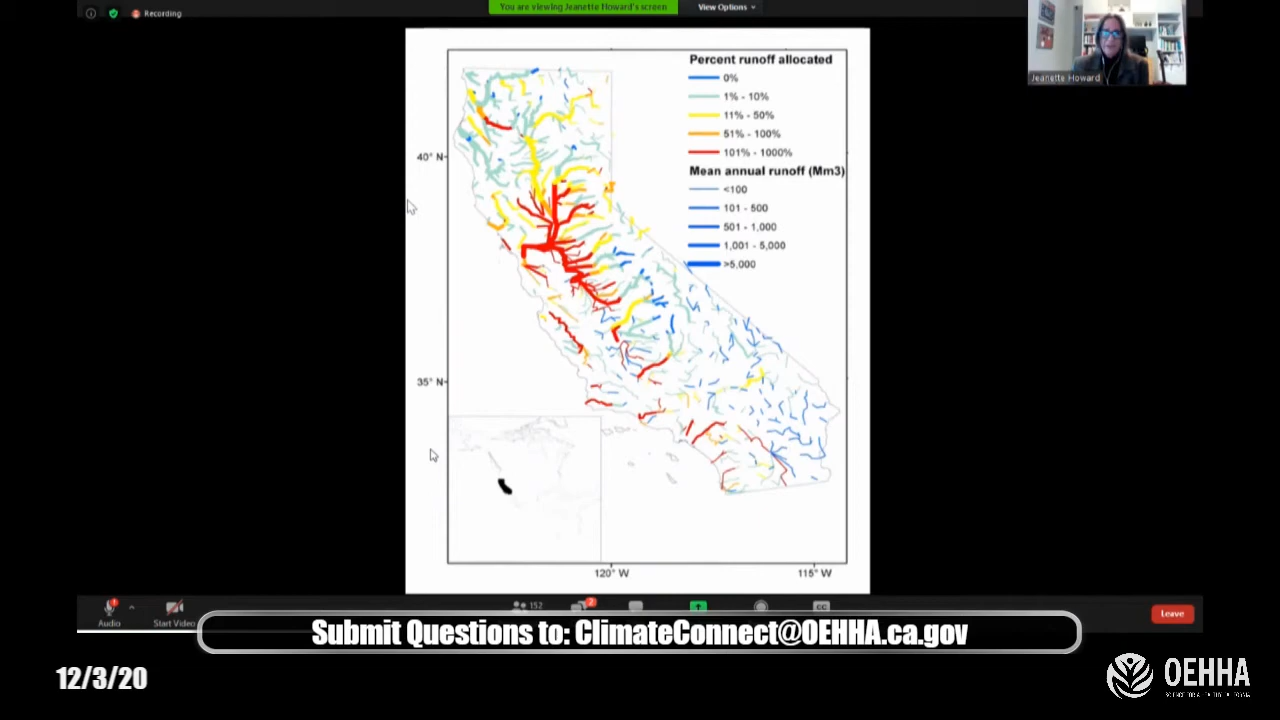 Recording
You are viewing Jeanette Howard's screen
View Options
Jeanette Howard
Percent runoff allocated
0%
1% - 10%
11% - 50%
51% - 100%
101% - 1000%
Mean annual runoff (Mm3)
<100
101 - 500
501 - 1,000
1,001 - 5,000
>5,000
40° N
35° N
120° W
115° W
152
2
Audio
Start Video
CC
Leave
Submit Questions to: ClimateConnect@OEHHA.ca.gov
12/3/20
OEHHA